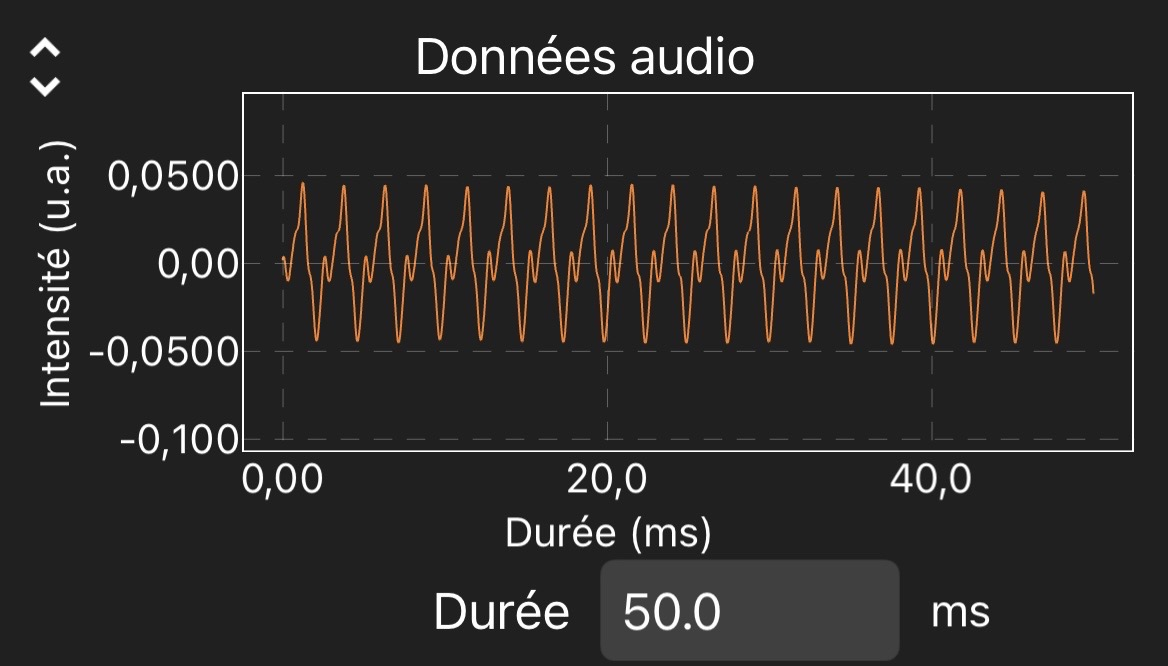 Données audio
Intensité (u.a.)
0,0500
0,00
-0,0500
-0,100
0,00 20,0 40,0
Durée (ms)
Durée 50.0 ms